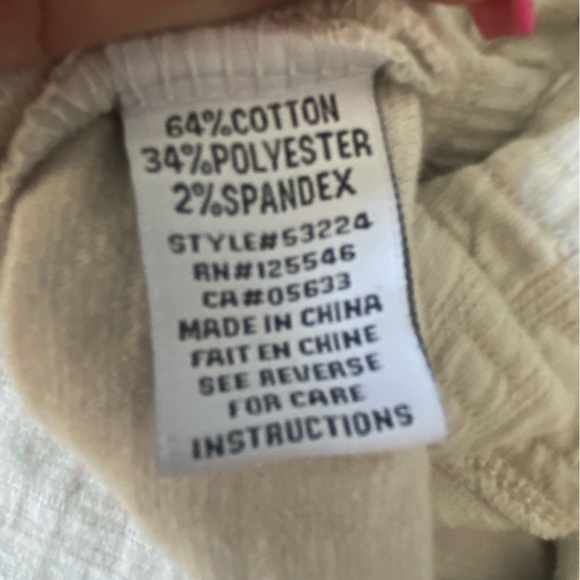 64%COTTON
34%POLYESTER
2%SPANDEX
STYLE#53224
RN#125546
CA#05633
MADE IN CHINA
FAIT EN CHINE
SEE REVERSE
FOR CARE
INSTRUCTIONS